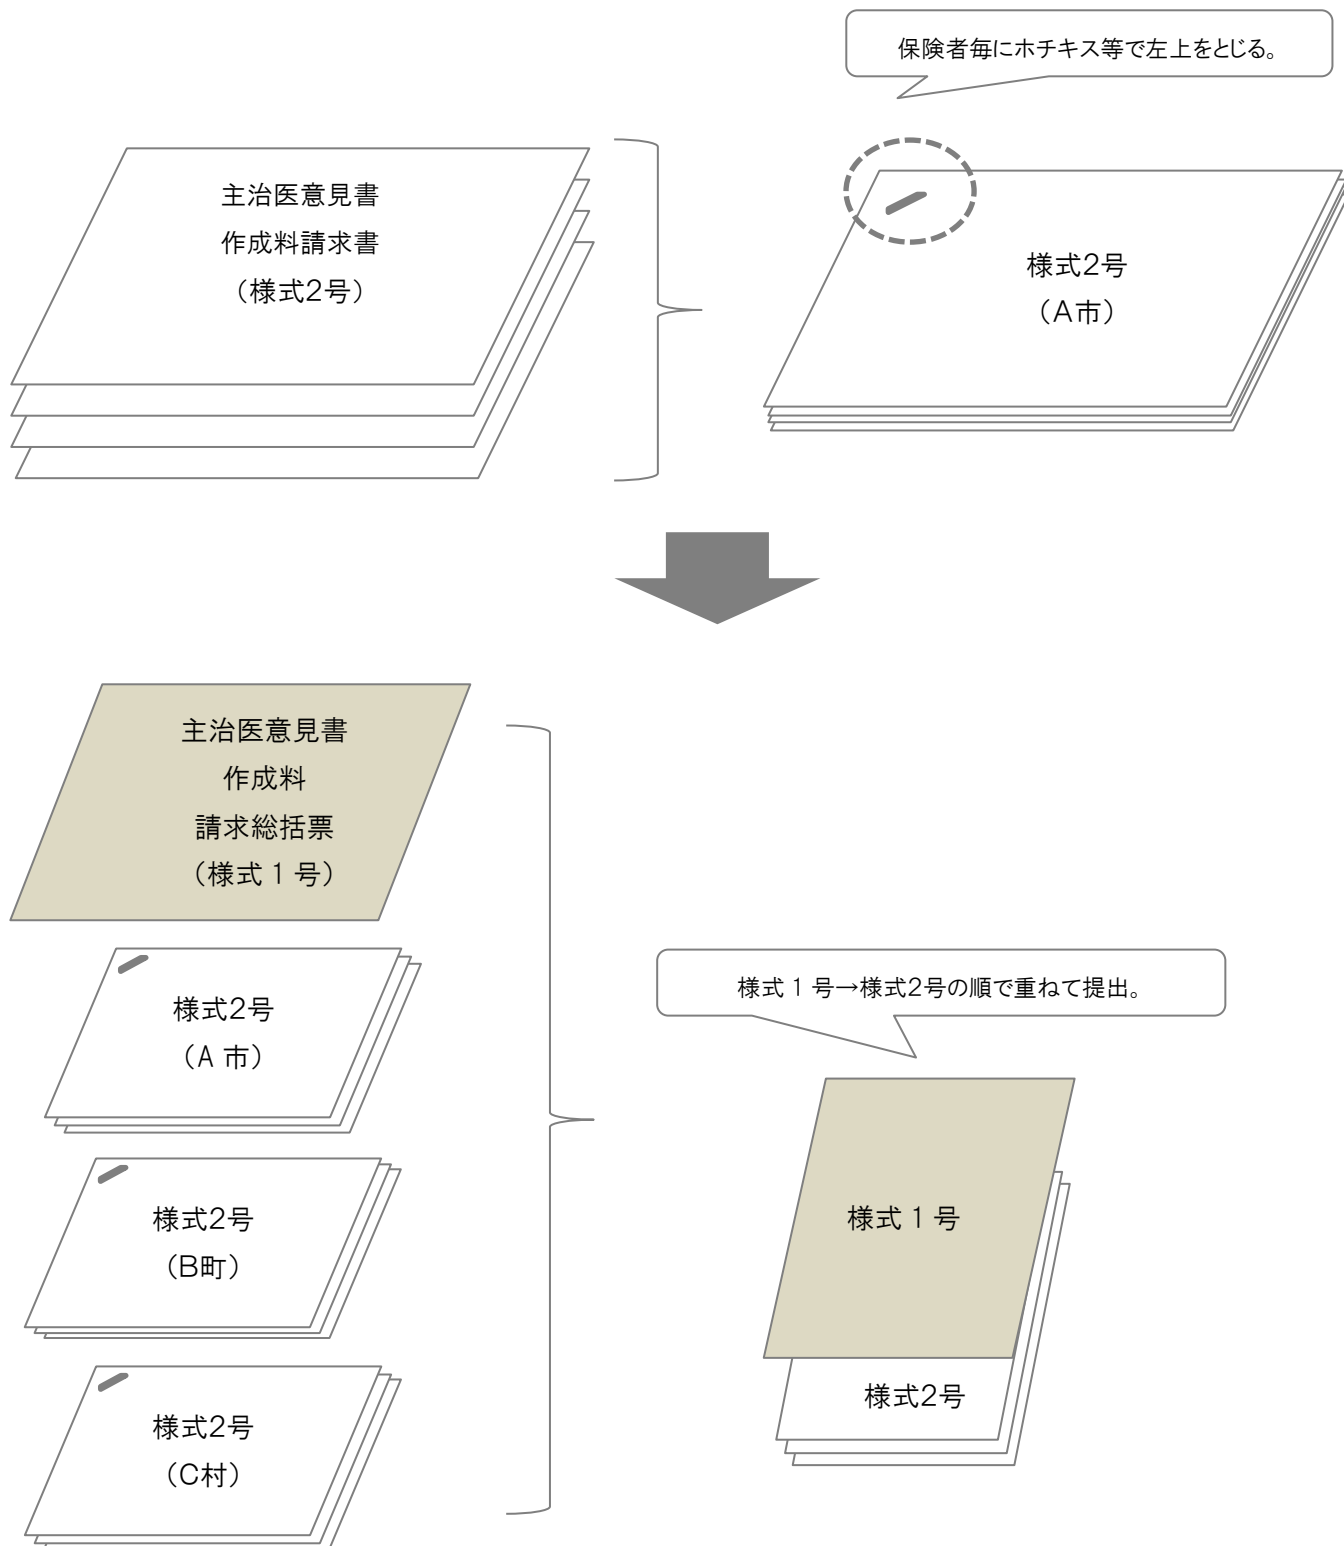 保険者毎にホチキス等で左上をとじる。
主治医意見書
作成料請求書
（様式2号）
様式2号
（A市）
主治医意見書
作成料
請求総括票
（様式1号）
様式2号
（A市）
様式1号→様式2号の順で重ねて提出。
様式2号
（B町）
様式1号
様式2号
様式2号
（C村）